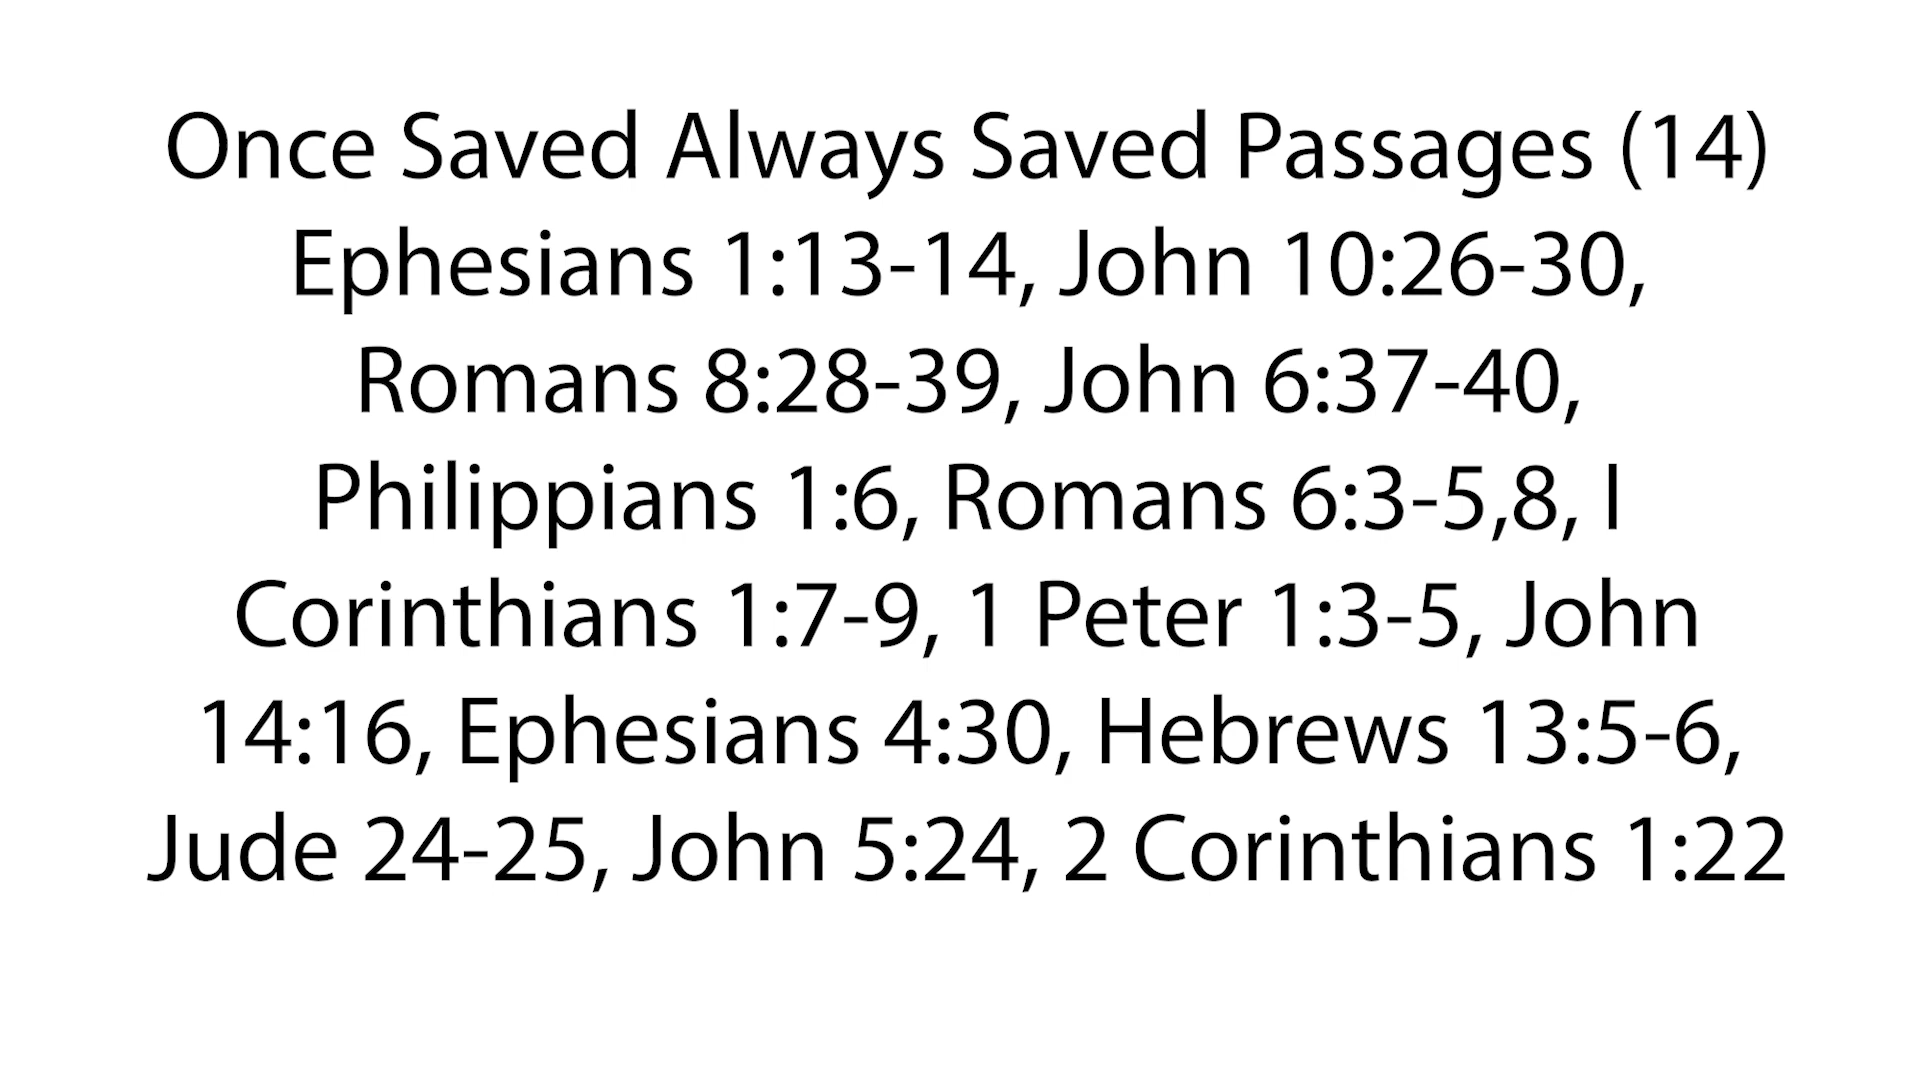 Once Saved Always Saved Passages (14)
Ephesians 1:13-14, John 10:26-30,
Romans 8:28-39, John 6:37-40,
Philippians 1:6, Romans 6:3-5,8, I
Corinthians 1:7-9, 1 Peter 1:3-5, John
14:16, Ephesians 4:30, Hebrews 13:5-6,
Jude 24-25, John 5:24, 2 Corinthians 1:22